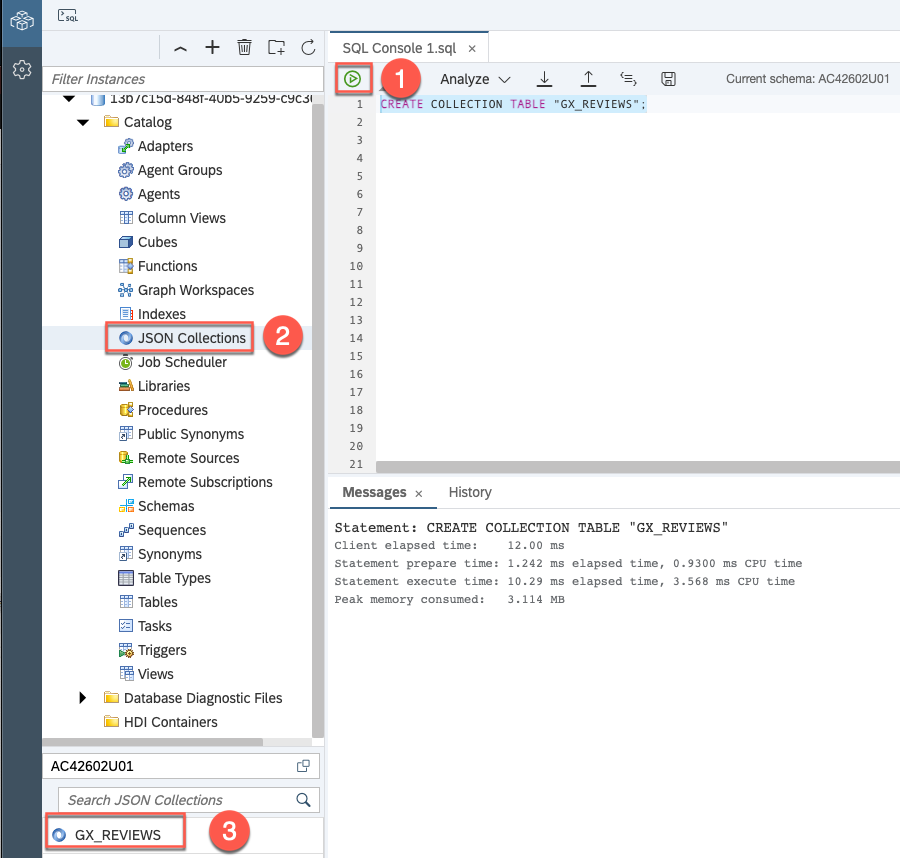 SQL
Filter Instances
13b7c15d-848f-40b5-9259-c9c3
Catalog
Adapters
Agent Groups
Agents
Column Views
Cubes
Functions
Graph Workspaces
Indexes
JSON Collections
2
Job Scheduler
Libraries
Procedures
Public Synonyms
Remote Sources
Remote Subscriptions
Schemas
Sequences
Synonyms
Table Types
Tables
Tasks
Triggers
Views
Database Diagnostic Files
HDI Containers
AC42602U01
Search JSON Collections
GX_REVIEWS
3
SQL Console 1.sql
1
Analyze
Current schema: AC42602U01
1 CREATE COLLECTION TABLE "GX_REVIEWS";
2
3
4
5
6
7
8
9
10
11
12
13
14
15
16
17
18
19
20
21
Messages
History
Statement: CREATE COLLECTION TABLE "GX_REVIEWS"
Client elapsed time: 12.00 ms
Statement prepare time: 1.242 ms elapsed time, 0.9300 ms CPU time
Statement execute time: 10.29 ms elapsed time, 3.568 ms CPU time
Peak memory consumed: 3.114 MB